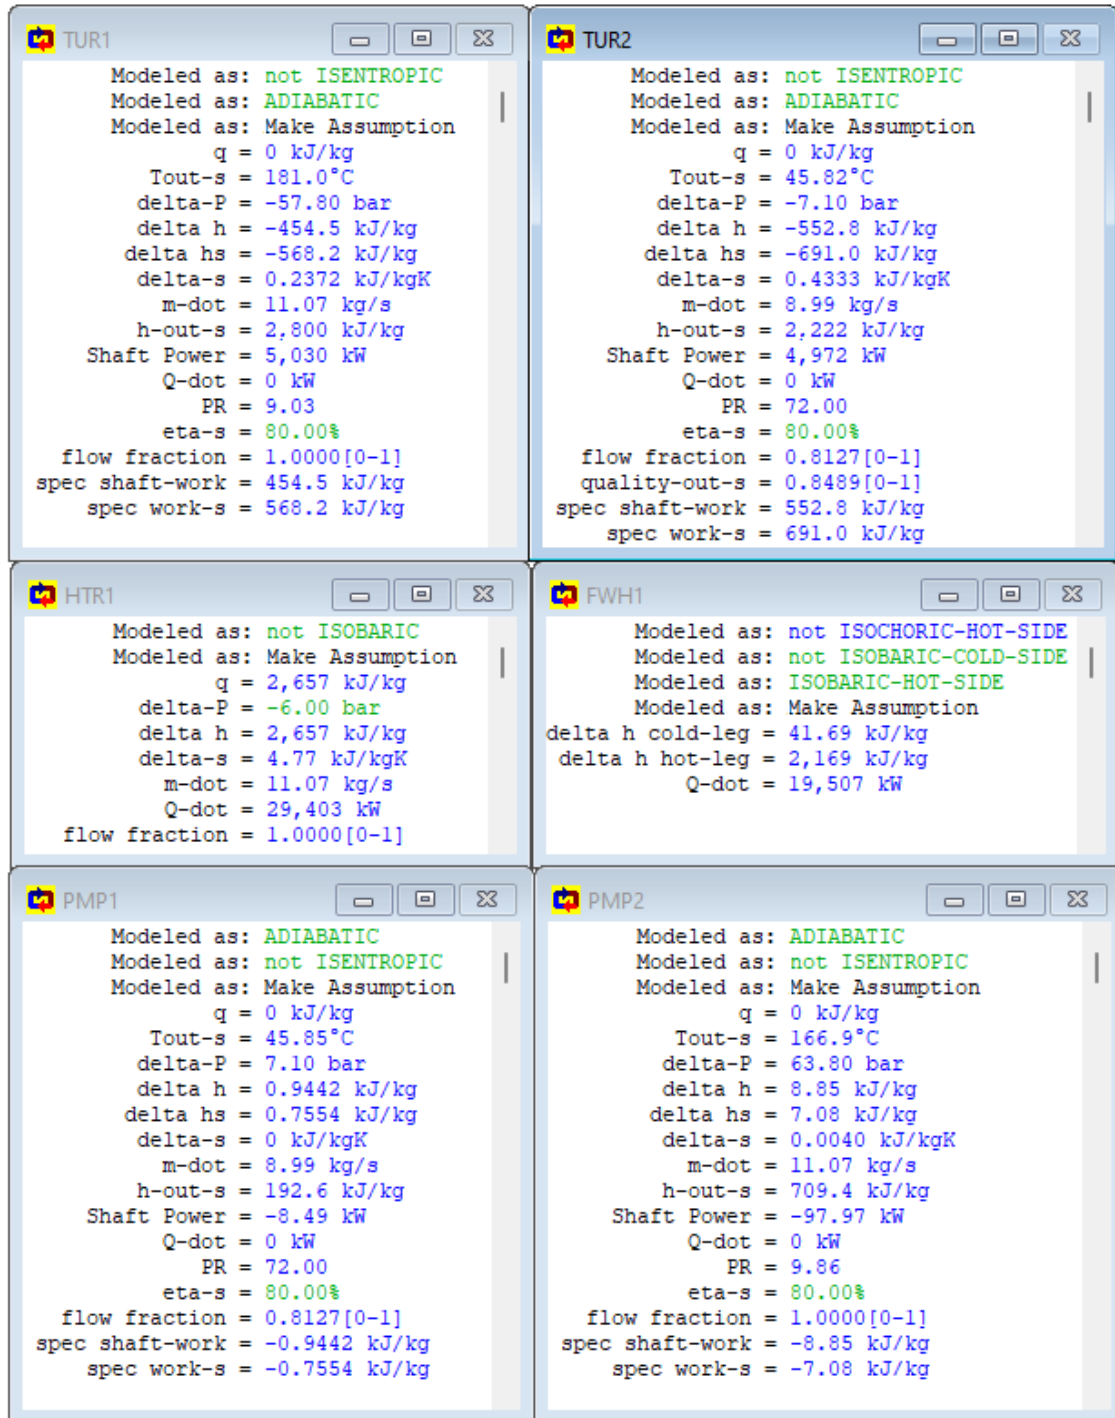 TUR1
Modeled as: not ISENTROPIC
Modeled as: ADIABATIC
Modeled as: Make Assumption
q = 0 kJ/kg
Tout-s = 181.0°C
delta-P = -57.80 bar
delta h = -454.5 kJ/kg
delta hs = -568.2 kJ/kg
delta-s = 0.2372 kJ/kgK
m-dot = 11.07 kg/s
h-out-s = 2,800 kJ/kg
Shaft Power = 5,030 kW
Q-dot = 0 kW
PR = 9.03
eta-s = 80.00%
flow fraction = 1.0000[0-1]
spec shaft-work = 454.5 kJ/kg
spec work-s = 568.2 kJ/kg
TUR2
Modeled as: not ISENTROPIC
Modeled as: ADIABATIC
Modeled as: Make Assumption
q = 0 kJ/kg
Tout-s = 45.82°C
delta-P = -7.10 bar
delta h = -552.8 kJ/kg
delta hs = -691.0 kJ/kg
delta-s = 0.4333 kJ/kgK
m-dot = 8.99 kg/s
h-out-s = 2,222 kJ/kg
Shaft Power = 4,972 kW
Q-dot = 0 kW
PR = 72.00
eta-s = 80.00%
flow fraction = 0.8127[0-1]
quality-out-s = 0.8489[0-1]
spec shaft-work = 552.8 kJ/kg
spec work-s = 691.0 kJ/kg
HTR1
Modeled as: not ISOBARIC
Modeled as: Make Assumption
q = 2,657 kJ/kg
delta-P = -6.00 bar
delta h = 2,657 kJ/kg
delta-s = 4.77 kJ/kgK
m-dot = 11.07 kg/s
Q-dot = 29,403 kW
flow fraction = 1.0000[0-1]
FWH1
Modeled as: not ISOCHORIC-HOT-SIDE
Modeled as: not ISOBARIC-COLD-SIDE
Modeled as: ISOBARIC-HOT-SIDE
Modeled as: Make Assumption
delta h cold-leg = 41.69 kJ/kg
delta h hot-leg = 2,169 kJ/kg
Q-dot = 19,507 kW
PMP1
Modeled as: ADIABATIC
Modeled as: not ISENTROPIC
Modeled as: Make Assumption
q = 0 kJ/kg
Tout-s = 45.85°C
delta-P = 7.10 bar
delta h = 0.9442 kJ/kg
delta hs = 0.7554 kJ/kg
delta-s = 0 kJ/kgK
m-dot = 8.99 kg/s
h-out-s = 192.6 kJ/kg
Shaft Power = -8.49 kW
Q-dot = 0 kW
PR = 72.00
eta-s = 80.00%
flow fraction = 0.8127[0-1]
spec shaft-work = -0.9442 kJ/kg
spec work-s = -0.7554 kJ/kg
PMP2
Modeled as: ADIABATIC
Modeled as: not ISENTROPIC
Modeled as: Make Assumption
q = 0 kJ/kg
Tout-s = 166.9°C
delta-P = 63.80 bar
delta h = 8.85 kJ/kg
delta hs = 7.08 kJ/kg
delta-s = 0.0040 kJ/kgK
m-dot = 11.07 kg/s
h-out-s = 709.4 kJ/kg
Shaft Power = -97.97 kW
Q-dot = 0 kW
PR = 9.86
eta-s = 80.00%
flow fraction = 1.0000[0-1]
spec shaft-work = -8.85 kJ/kg
spec work-s = -7.08 kJ/kg